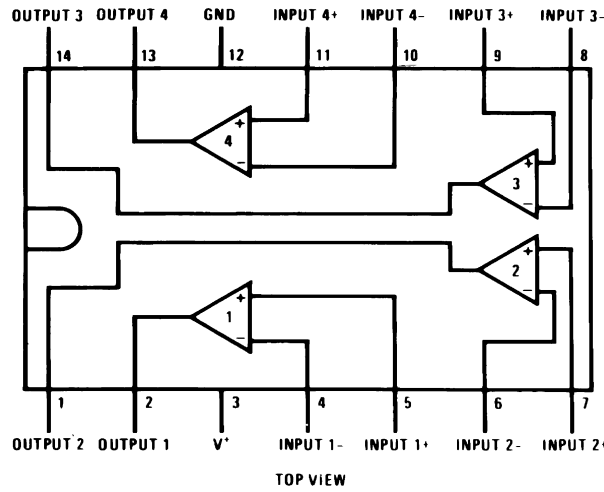 OUTPUT 3 OUTPUT 4 GND INPUT 4+ INPUT 4- INPUT 3+ INPUT 3-
14 13 12 11 10 9 8
+
4
-
+
3
-
+
2
-
+
1
-
1 2 3 4 5 6 7
OUTPUT 2 OUTPUT 1 V+ INPUT 1- INPUT 1+ INPUT 2- INPUT 2+
TOP VIEW